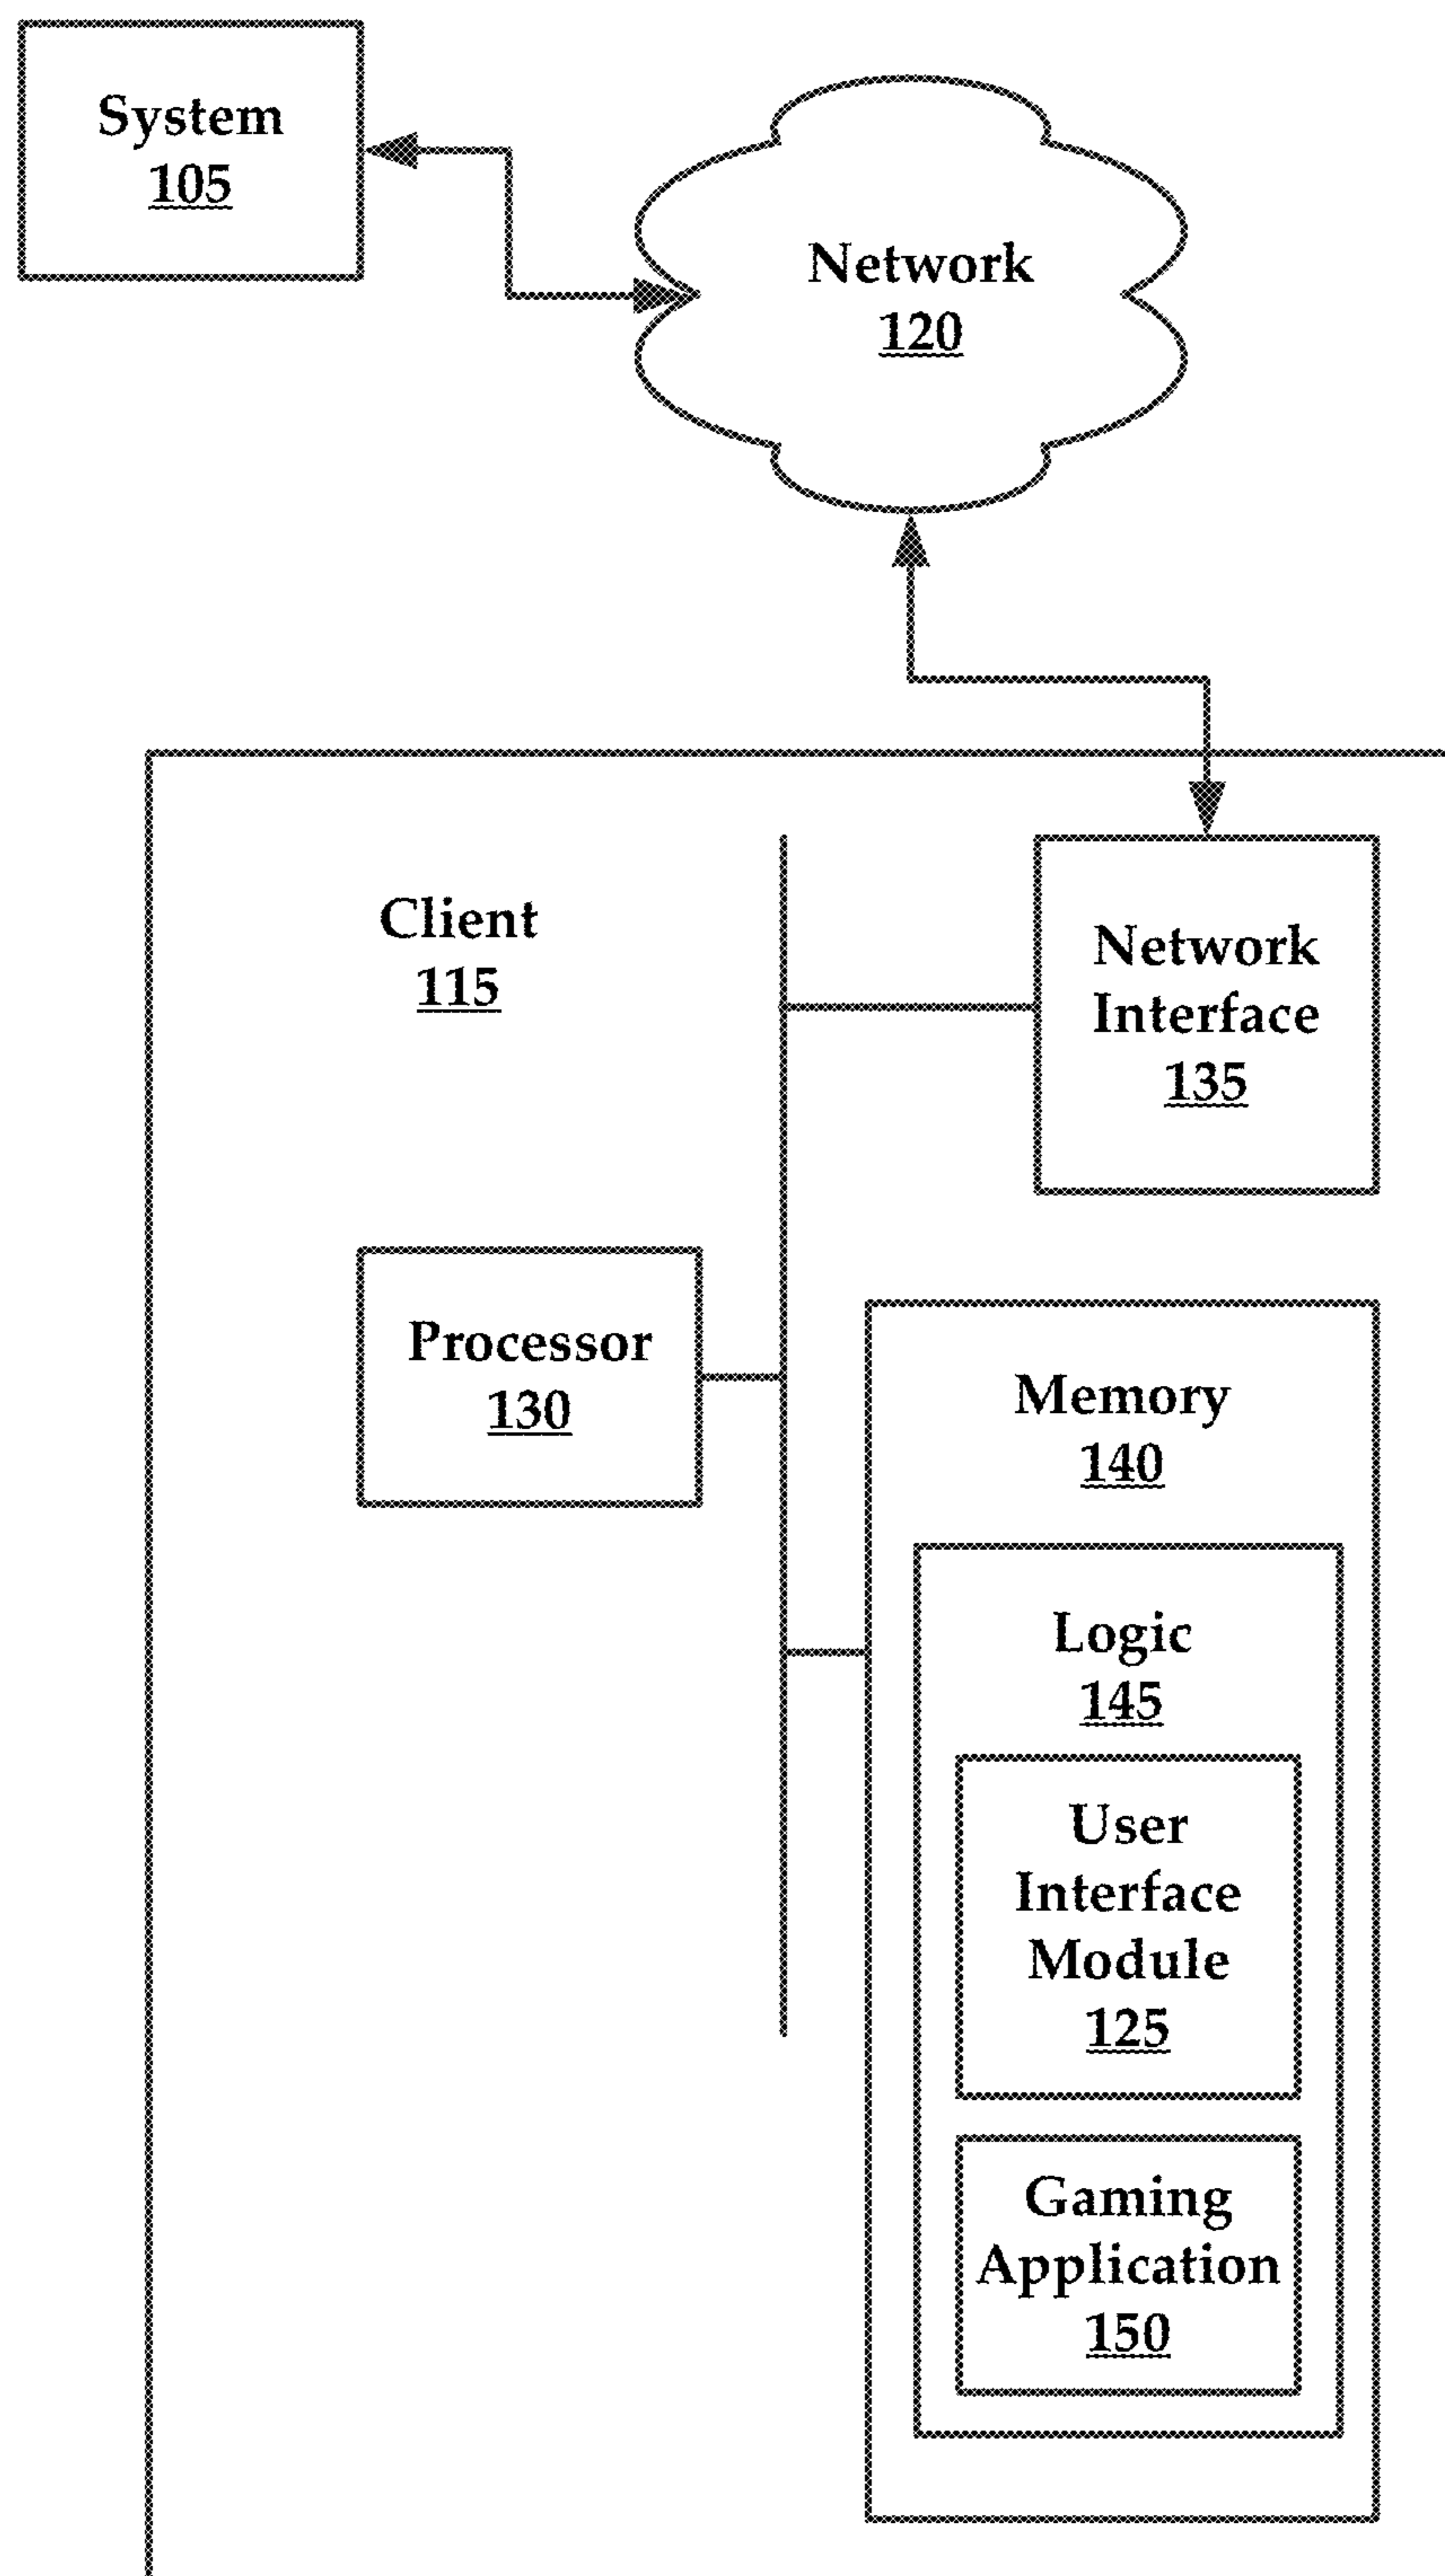 System
105
Network
120
Client
115
Network
Interface
135
Processor
130
Memory
140
Logic
145
User
Interface
Module
125
Gaming
Application
150